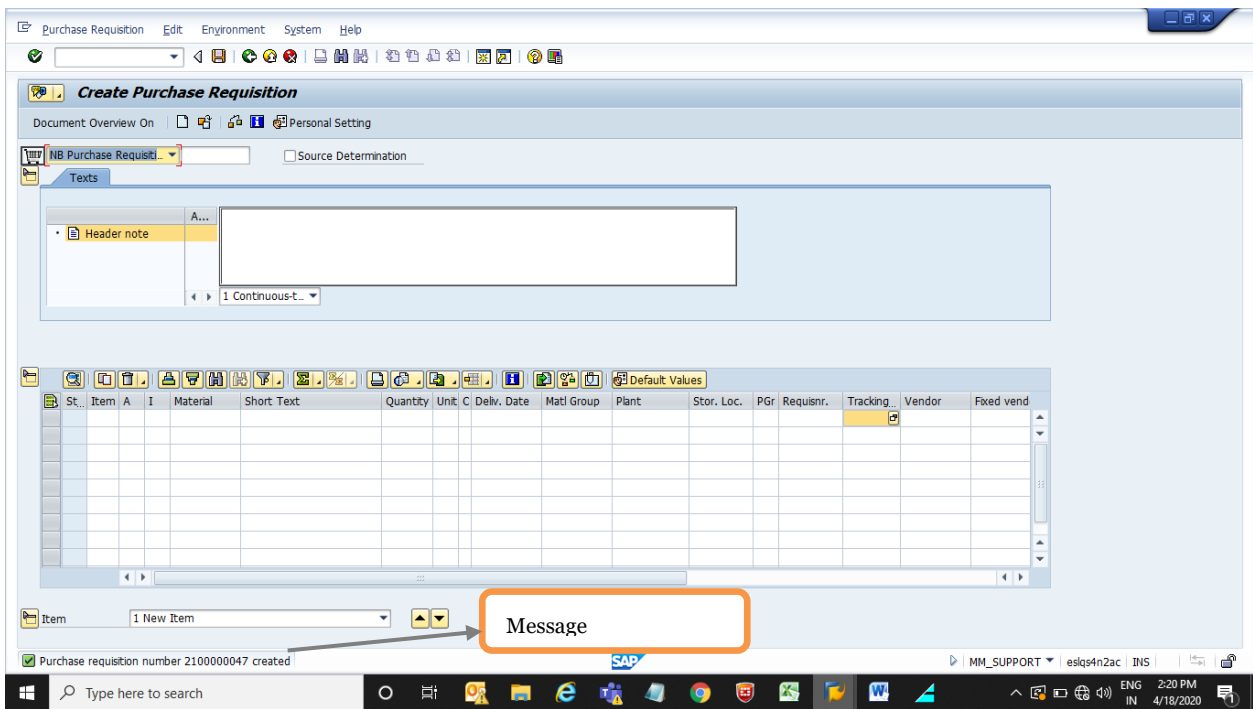 Purchase Requisition Edit Environment System Help
Create Purchase Requisition
Document Overview On Personal Setting
NB Purchase Requisiti.. Source Determination
Texts
A...
Header note
1 Continuous-t..
Default Values
St.. Item A I Material Short Text Quantity Unit C Deliv. Date Matl Group Plant Stor. Loc. PGr Requisnr. Tracking.. Vendor Fixed vend
Item 1 New Item
Message
Purchase requisition number 2100000047 created SAP MM_SUPPORT eslqs4n2ac INS
Type here to search ENG 2:20 PM
IN 4/18/2020